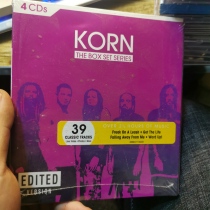 4 CDs
KORN
THE BOX SET SERIES
39
CLASSIC TRACKS
Freak On A Leash • Got The Life
Falling Away From Me • Word Up!
EDITED
VERSION